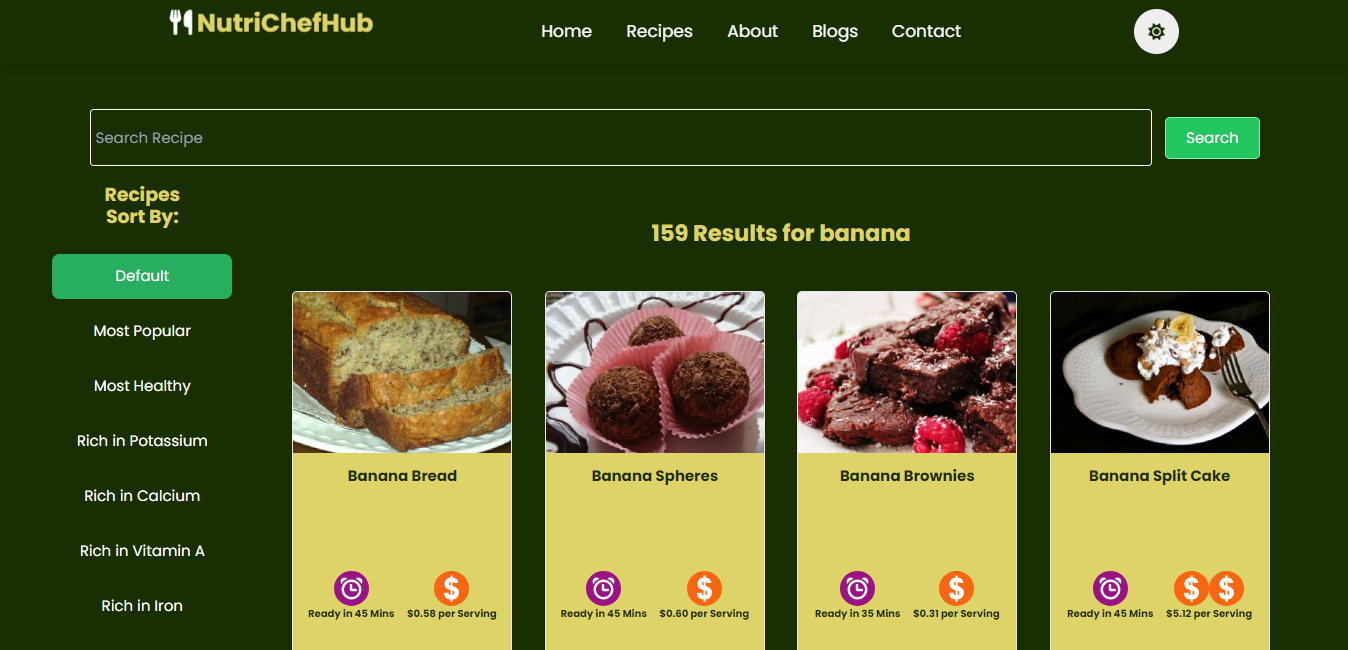 NutriChefHub
Home Recipes About Blogs Contact
Search Recipe
Search
Recipes
Sort By:
159 Results for banana
Default
Most Popular
Most Healthy
Rich in Potassium
Rich in Calcium
Rich in Vitamin A
Rich in Iron
Banana Bread
Ready in 45 Mins $0.58 per Serving
Banana Spheres
Ready in 45 Mins $0.60 per Serving
Banana Brownies
Ready in 35 Mins $0.31 per Serving
Banana Split Cake
Ready in 45 Mins $5.12 per Serving